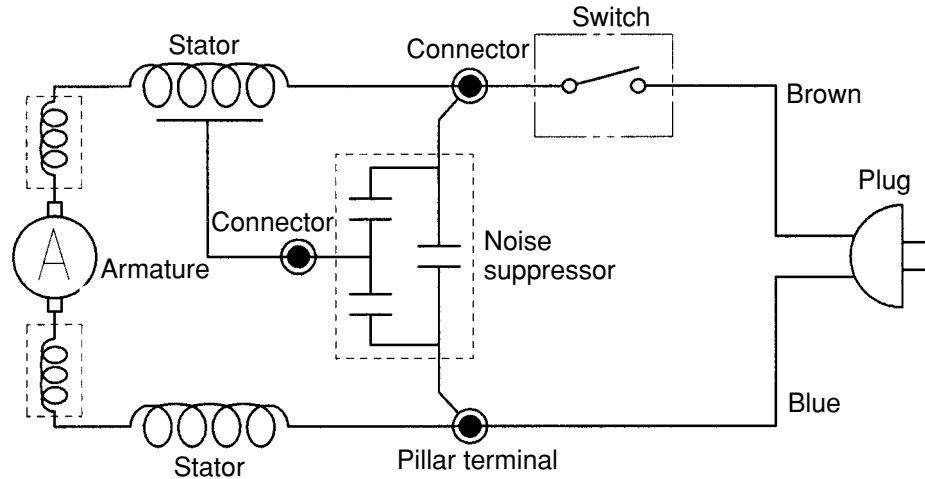 Switch
Stator
Connector
Brown
Plug
Connector
Noise
suppressor
A
Armature
Blue
Stator
Pillar terminal